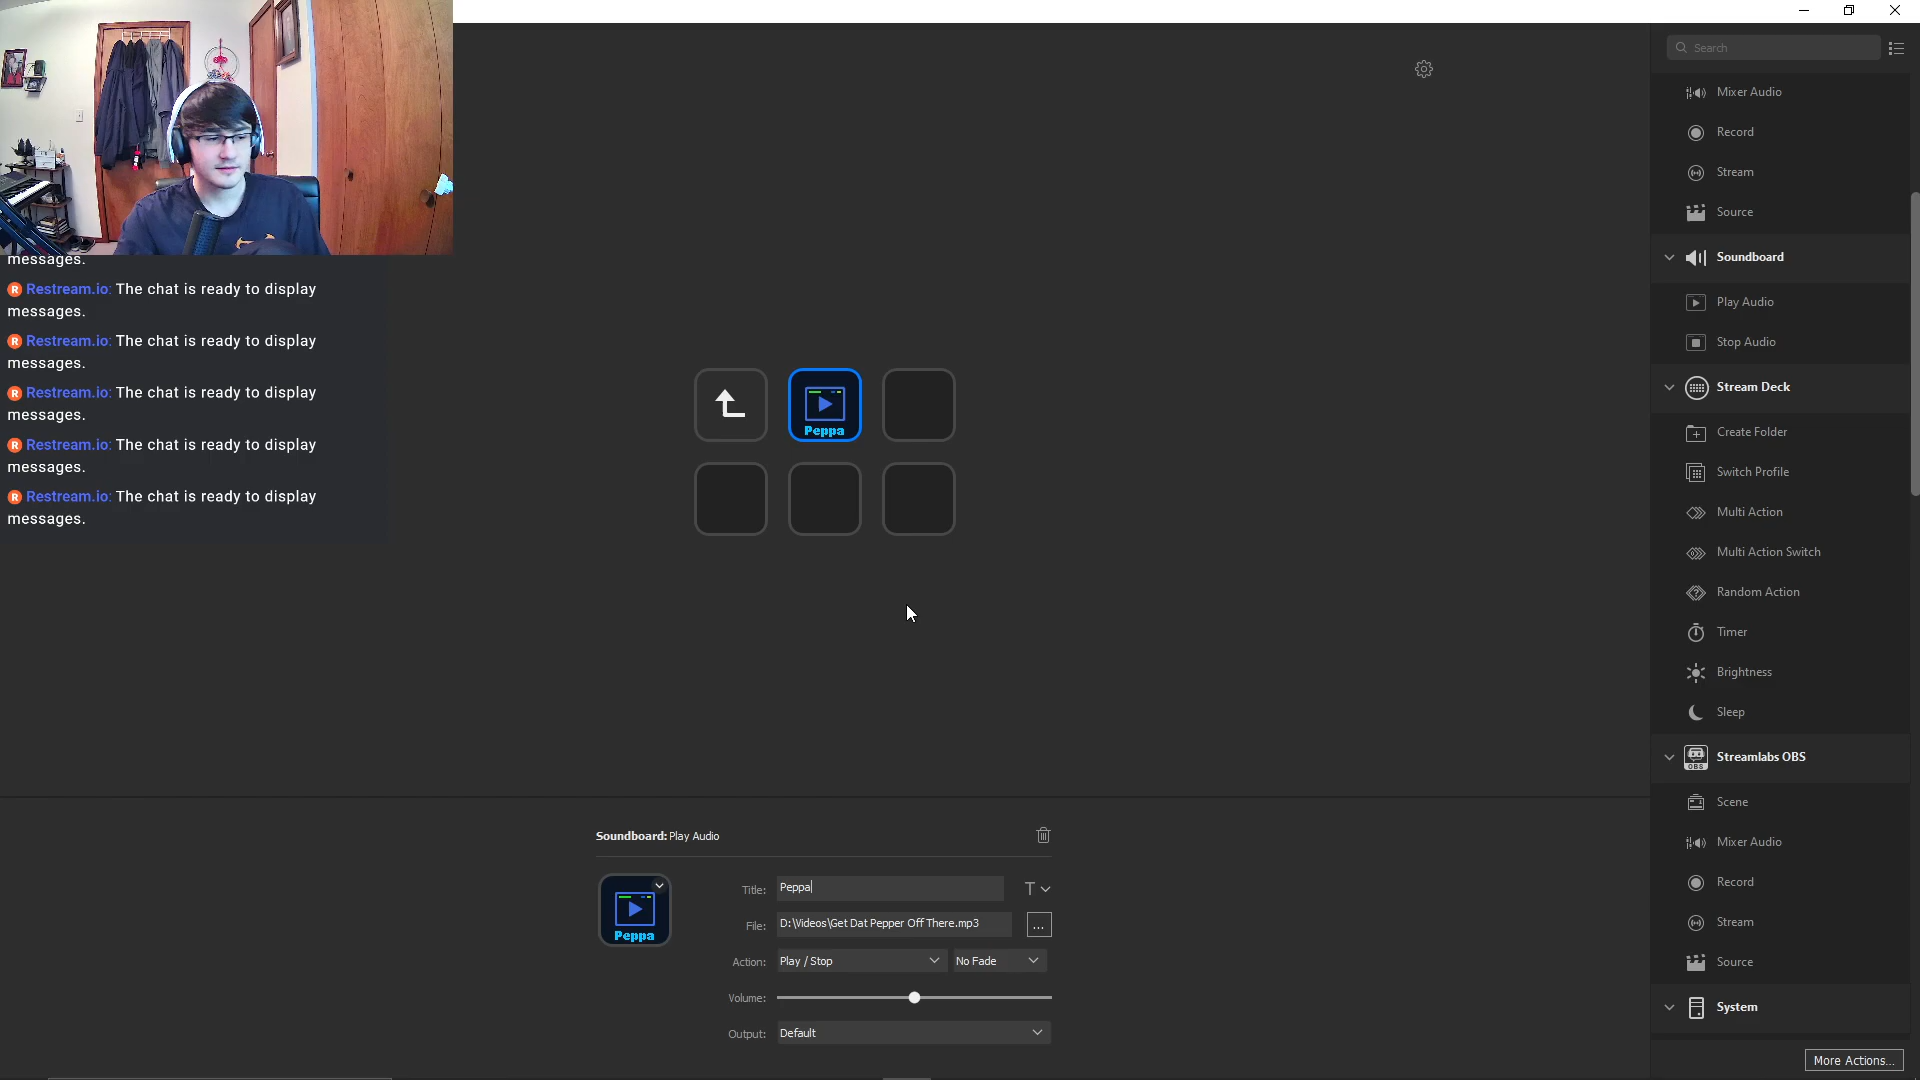 messages.
Restream.io: The chat is ready to display
messages.
Restream.io: The chat is ready to display
messages.
Restream.io: The chat is ready to display
messages.
Restream.io: The chat is ready to display
messages.
Restream.io: The chat is ready to display
messages.
Peppa
Soundboard: Play Audio
Peppa
Title: Peppa
T
File: D:\Videos\Get Dat Pepper Off There.mp3
...
Action: Play / Stop
No Fade
Volume:
Output: Default
Search
Mixer Audio
Record
Stream
Source
Soundboard
Play Audio
Stop Audio
Stream Deck
Create Folder
Switch Profile
Multi Action
Multi Action Switch
Random Action
Timer
Brightness
Sleep
OBS
Streamlabs OBS
Scene
Mixer Audio
Record
Stream
Source
System
More Actions...